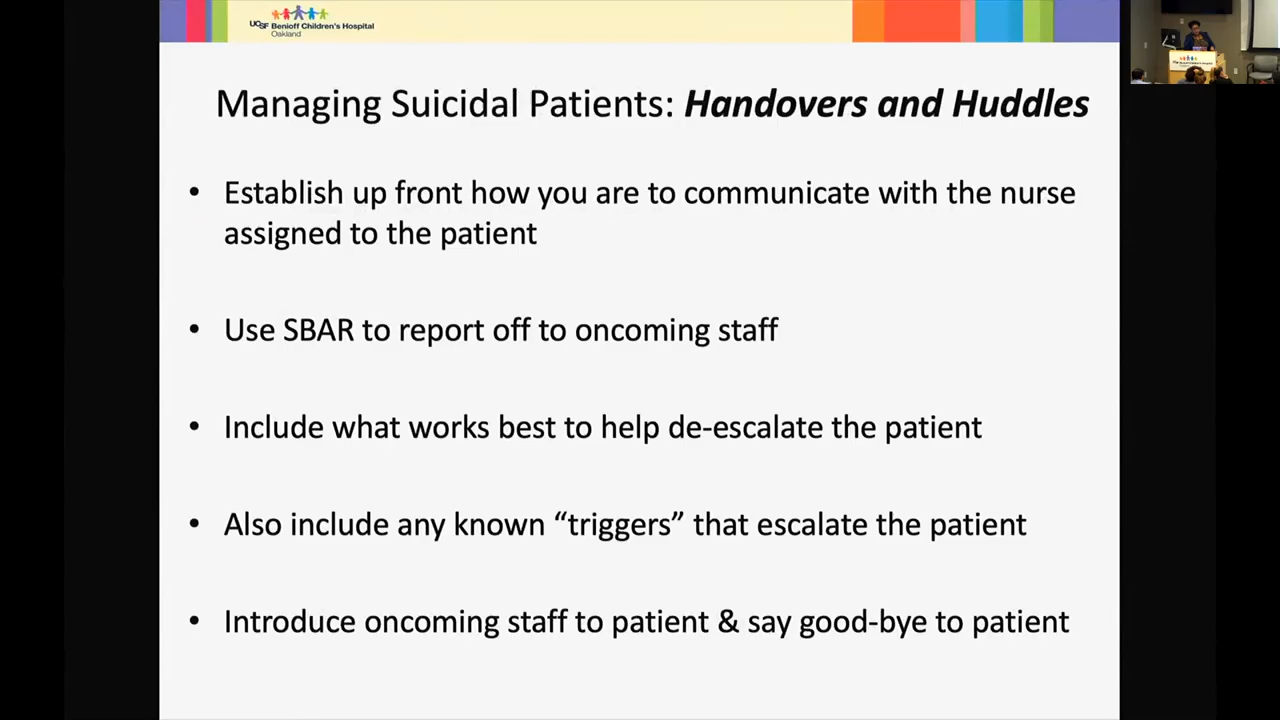 UCSF Benioff Children's Hospital
Oakland
Managing Suicidal Patients: Handovers and Huddles
• Establish up front how you are to communicate with the nurse
assigned to the patient
• Use SBAR to report off to oncoming staff
• Include what works best to help de-escalate the patient
• Also include any known “triggers” that escalate the patient
• Introduce oncoming staff to patient & say good-bye to patient